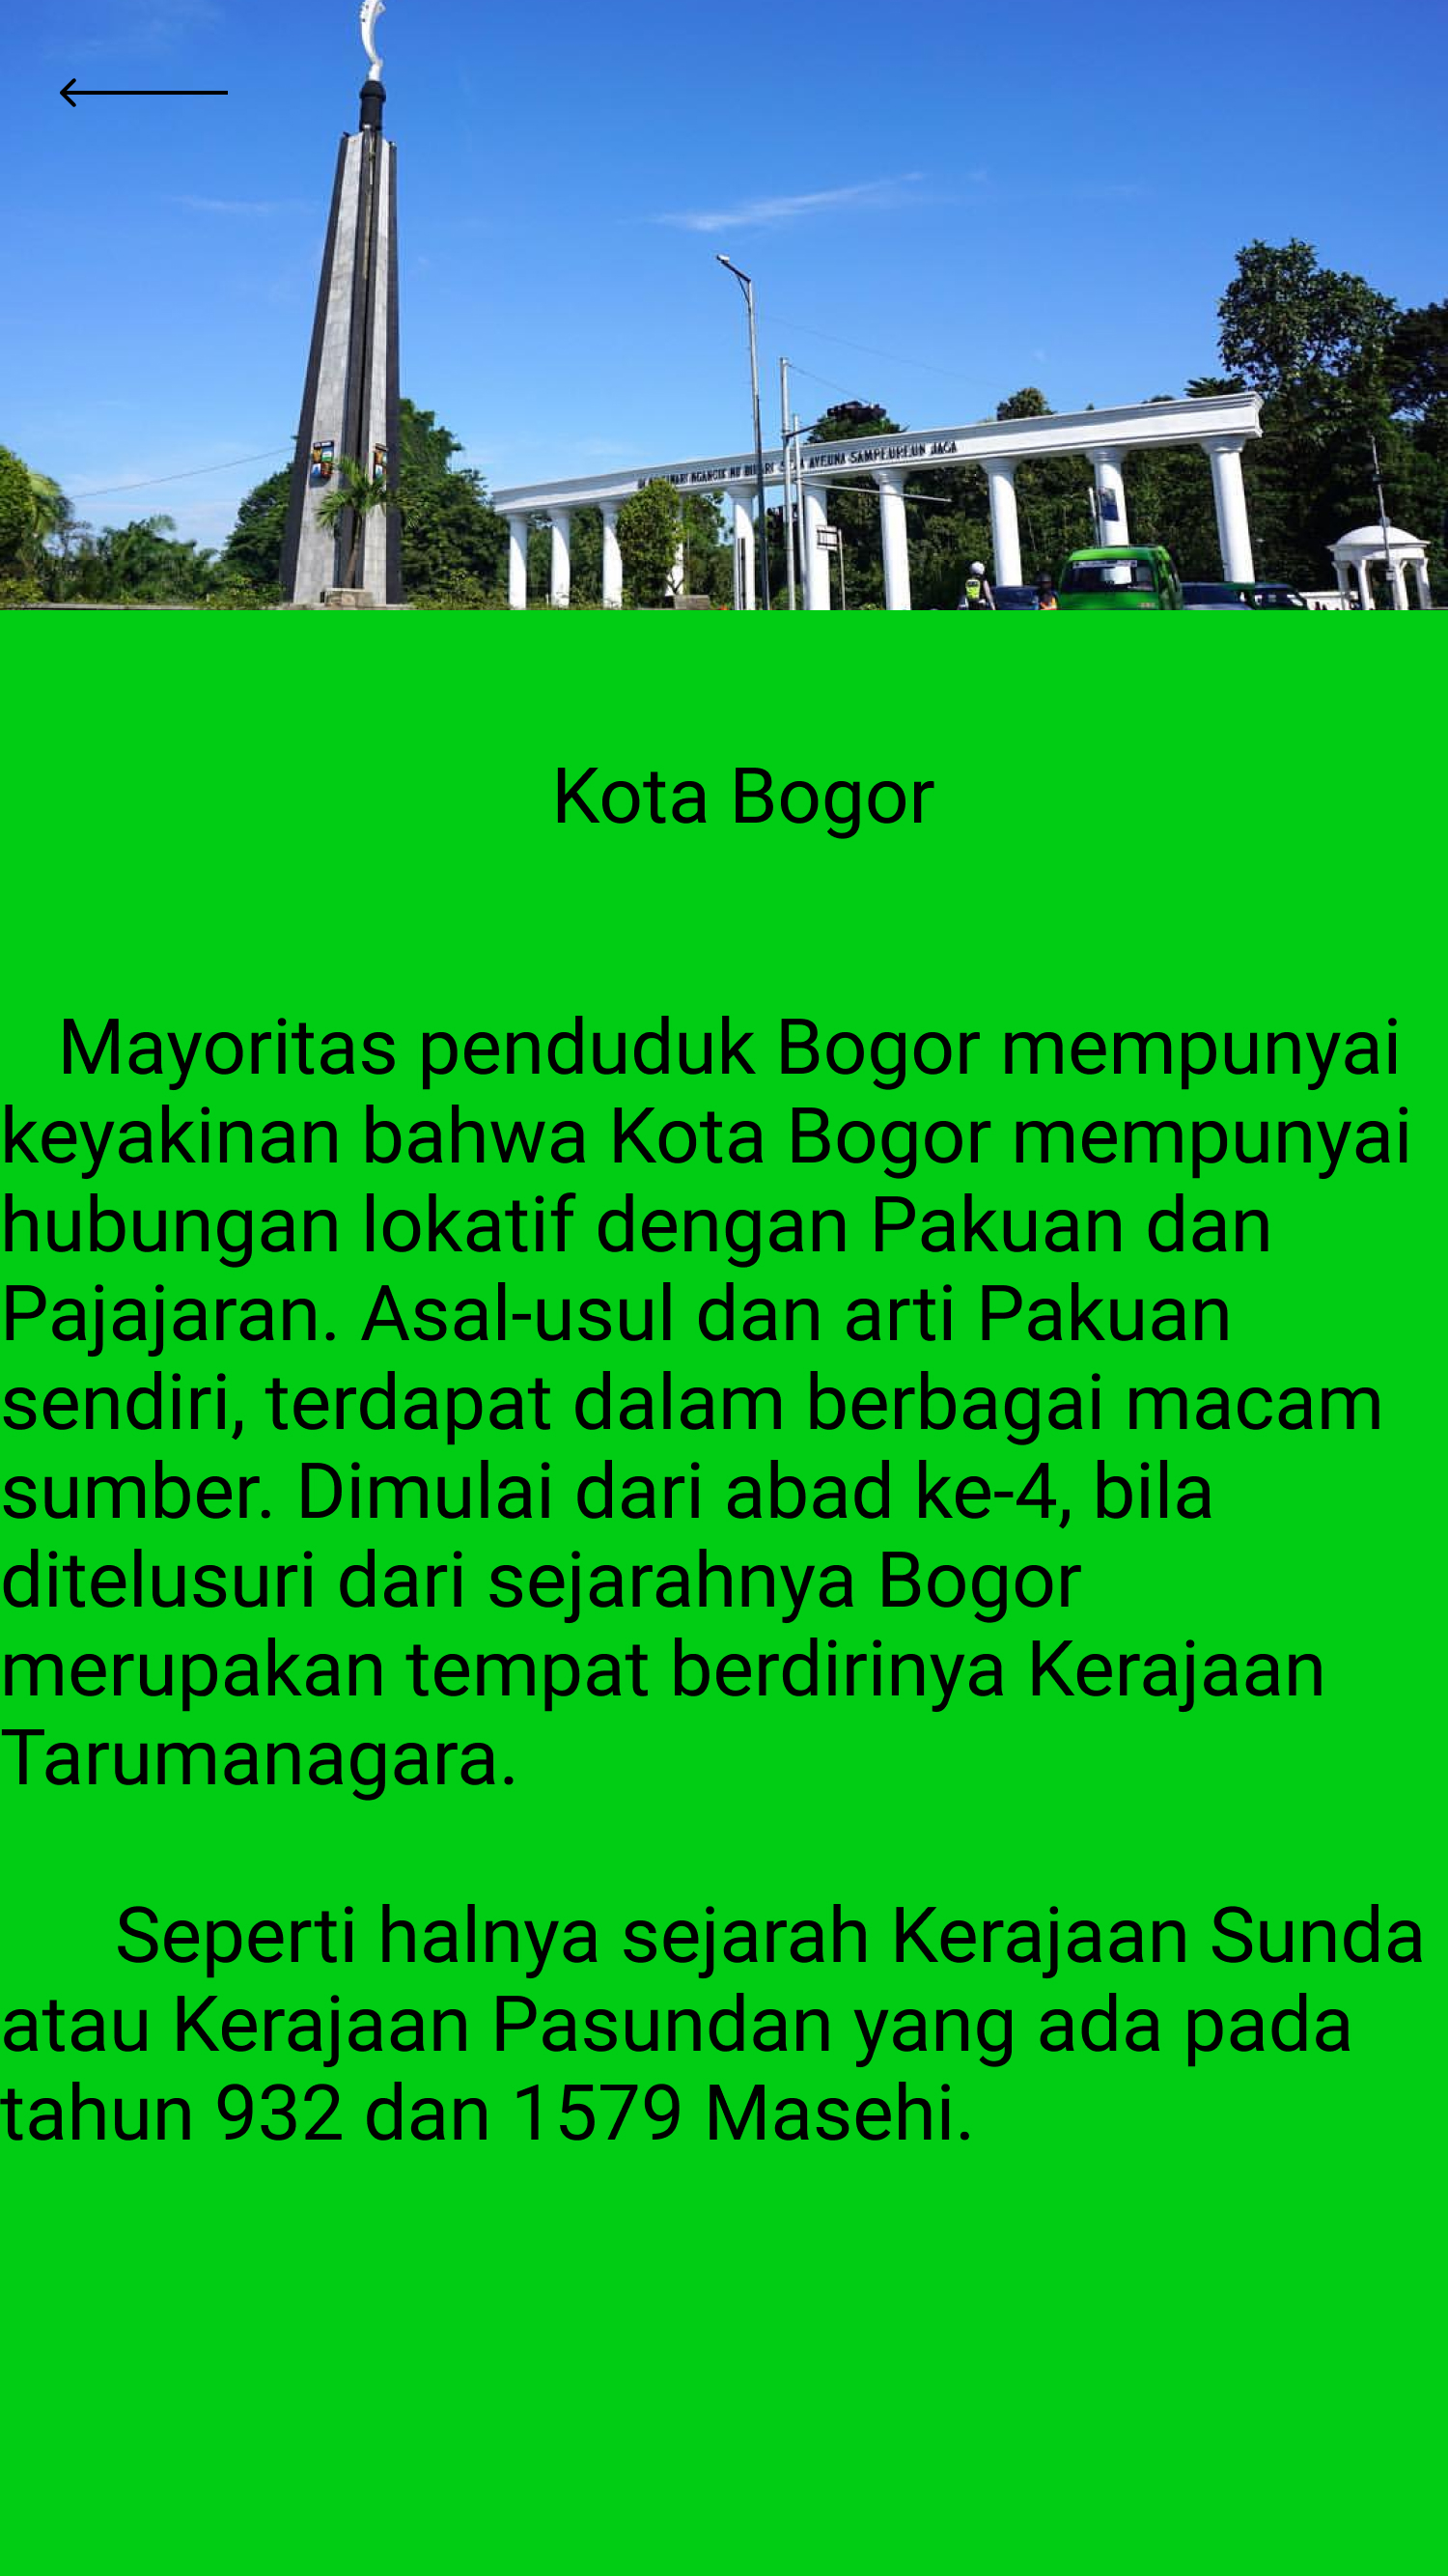 SAMPEUREUN JAGA
Kota Bogor
Mayoritas penduduk Bogor mempunyai
keyakinan bahwa Kota Bogor mempunyai
hubungan lokatif dengan Pakuan dan
Pajajaran. Asal-usul dan arti Pakuan
sendiri, terdapat dalam berbagai macam
sumber. Dimulai dari abad ke-4, bila
ditelusuri dari sejarahnya Bogor
merupakan tempat berdirinya Kerajaan
Tarumanagara.
Seperti halnya sejarah Kerajaan Sunda
atau Kerajaan Pasundan yang ada pada
tahun 932 dan 1579 Masehi.